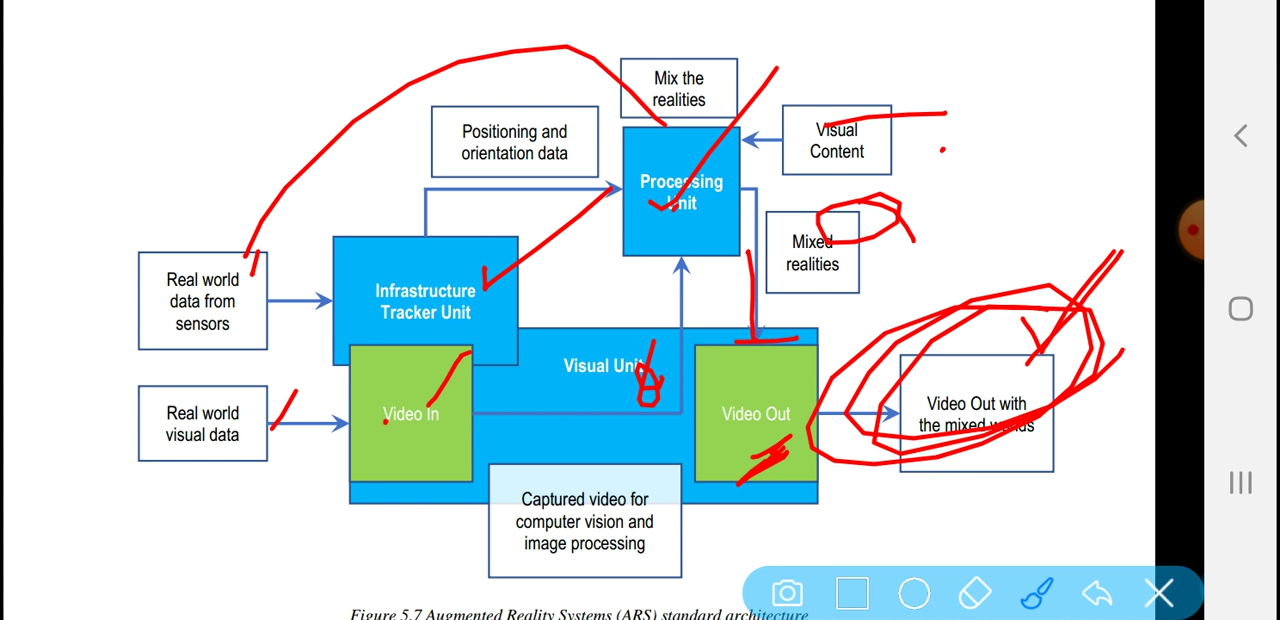 Mix the
realities
Positioning and
orientation data
Visual
Content
Processing
Unit
Mixed
realities
Real world
data from
sensors
Infrastructure
Tracker Unit
Visual Unit
Real world
visual data
Video In
Video Out
Video Out with
the mixed worlds
Captured video for
computer vision and
image processing
Figure 5.7 Augmented Reality Systems (ARS) standard architecture